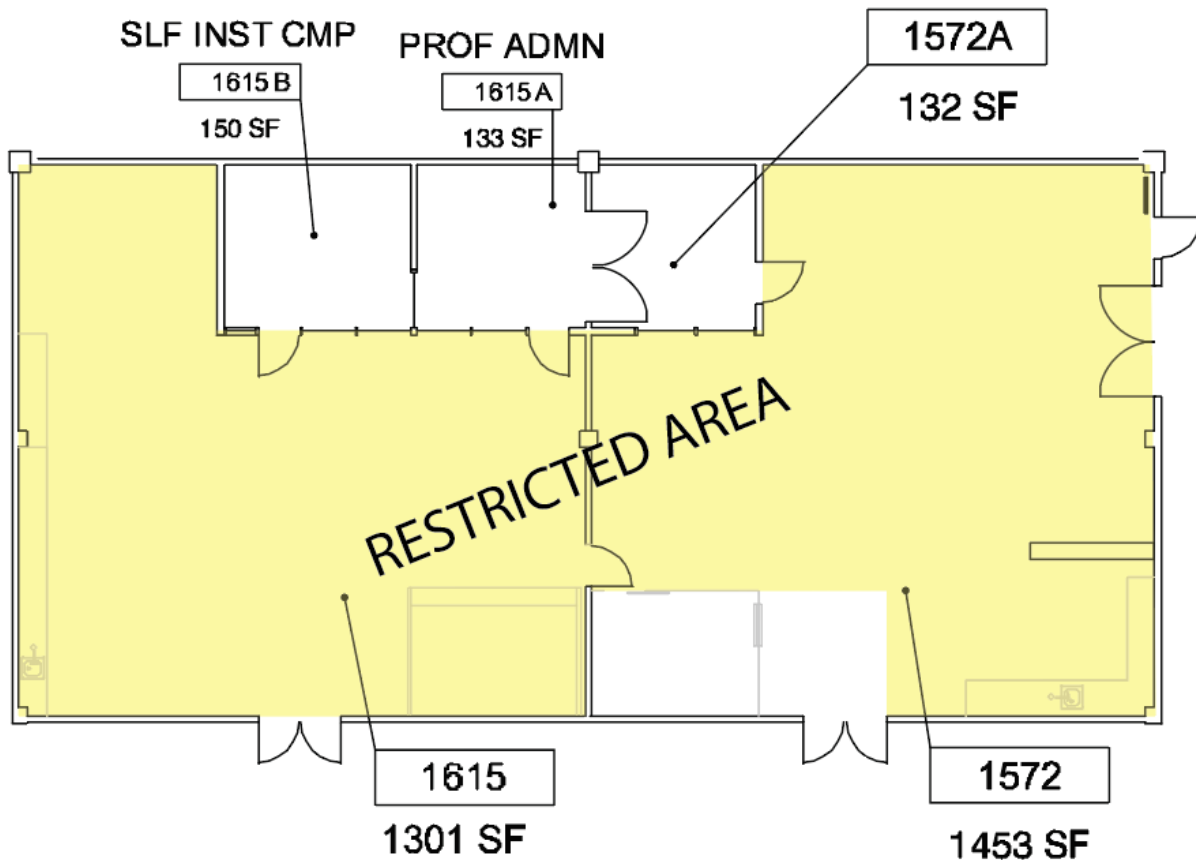 SLF INST CMP
1615 B
150 SF
PROF ADMN
1615 A
133 SF
1572A
132 SF
RESTRICTED AREA
1615
1301 SF
1572
1453 SF